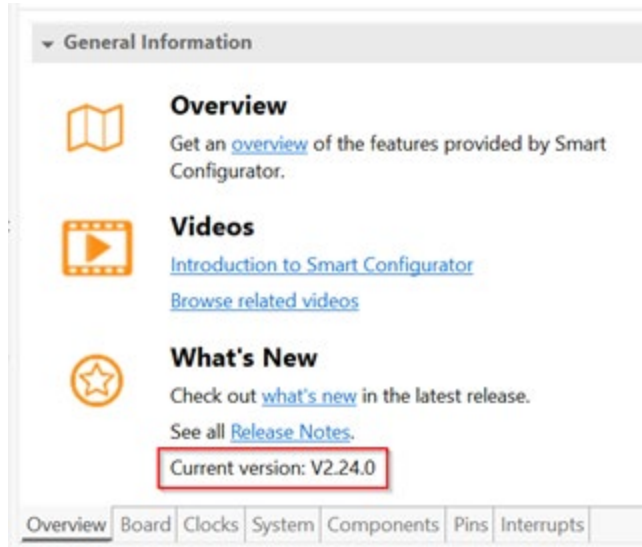 General Information
Overview
Get an overview of the features provided by Smart
Configurator.
Videos
Introduction to Smart Configurator
Browse related videos
What's New
Check out what's new in the latest release.
See all Release Notes.
Current version: V2.24.0
Overview Board Clocks System Components Pins Interrupts